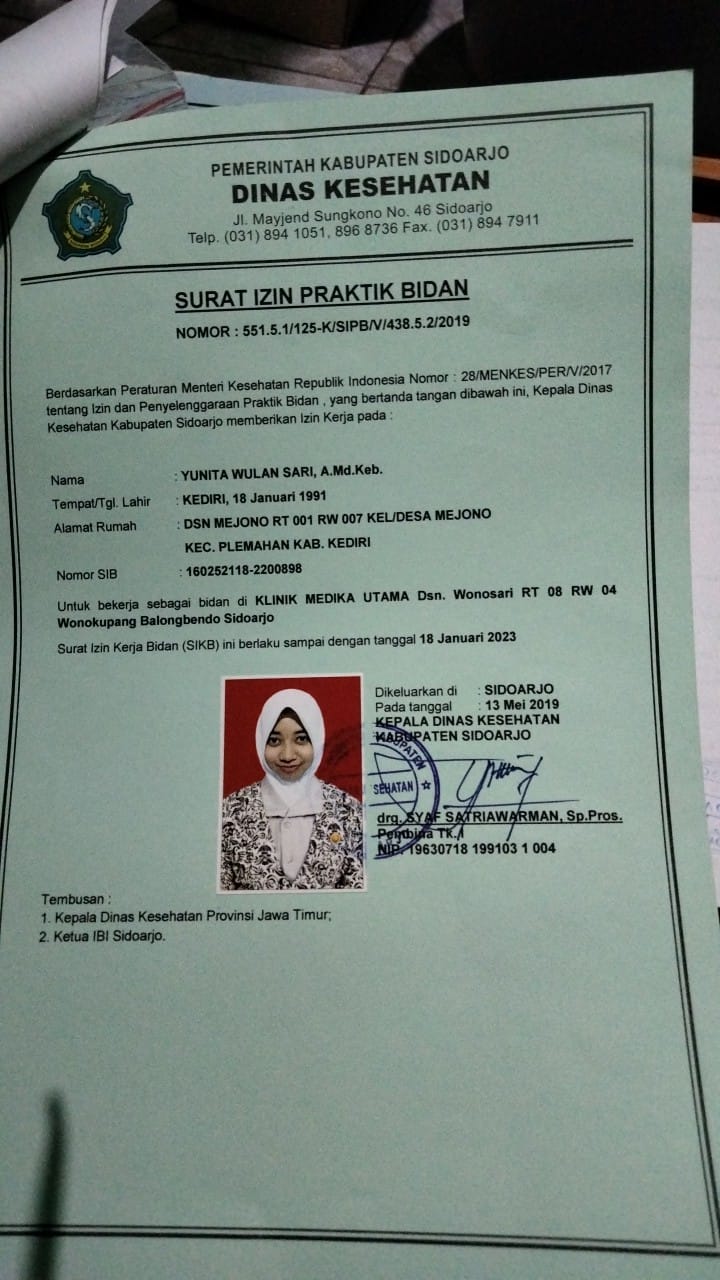 PEMERINTAH KABUPATEN SIDOARJO
DINAS KESEHATAN
Jl. Mayjend Sungkono No. 46 Sidoarjo
Telp. (031) 894 1051, 896 8736 Fax. (031) 894 7911
SURAT IZIN PRAKTIK BIDAN
NOMOR : 551.5.1/125-K/SIPB/V/438.5.2/2019
Berdasarkan Peraturan Menteri Kesehatan Republik Indonesia Nomor : 28/MENKES/PER/V/2017
tentang Izin dan Penyelenggaraan Praktik Bidan , yang bertanda tangan dibawah ini, Kepala Dinas
Kesehatan Kabupaten Sidoarjo memberikan Izin Kerja pada :
Nama : YUNITA WULAN SARI, A.Md.Keb.
Tempat/Tgl. Lahir : KEDIRI, 18 Januari 1991
Alamat Rumah : DSN MEJONO RT 001 RW 007 KEL/DESA MEJONO
KEC. PLEMAHAN KAB. KEDIRI
Nomor SIB : 160252118-2200898
Untuk bekerja sebagai bidan di KLINIK MEDIKA UTAMA Dsn. Wonosari RT 08 RW 04
Wonokupang Balongbendo Sidoarjo
Surat Izin Kerja Bidan (SIKB) ini berlaku sampai dengan tanggal 18 Januari 2023
Dikeluarkan di : SIDOARJO
Pada tanggal : 13 Mei 2019
KEPALA DINAS KESEHATAN
KABUPATEN SIDOARJO
drg. SYAF SATRIAWARMAN, Sp.Pros.
Pembina Tk.I
NIP. 19630718 199103 1 004
Tembusan :
1. Kepala Dinas Kesehatan Provinsi Jawa Timur;
2. Ketua IBI Sidoarjo.